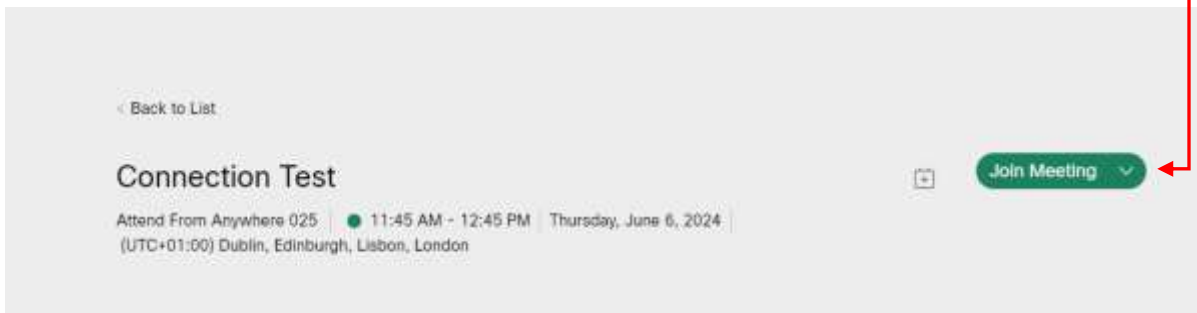 < Back to List
Connection Test
Join Meeting
Attend From Anywhere 025 | 11:45 AM - 12:45 PM | Thursday, June 6, 2024 |
(UTC+01:00) Dublin, Edinburgh, Lisbon, London